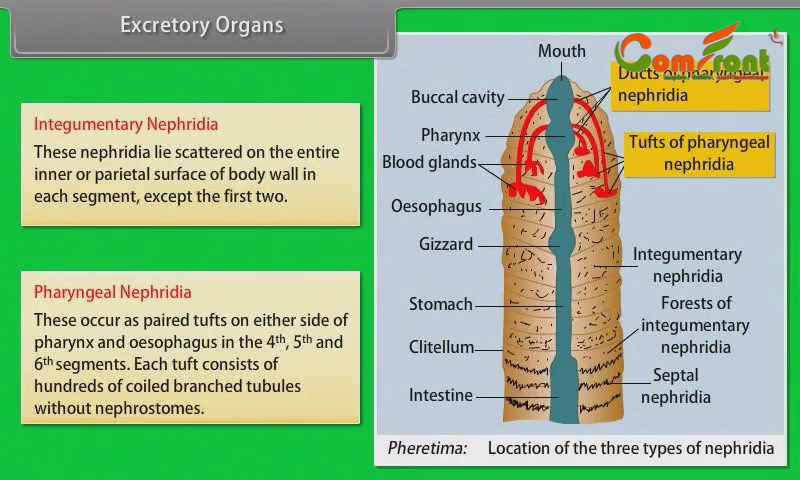 Excretory Organs
Integumentary Nephridia
These nephridia lie scattered on the entire
inner or parietal surface of body wall in
each segment, except the first two.
Pharyngeal Nephridia
These occur as paired tufts on either side of
pharynx and oesophagus in the 4th, 5th and
6th segments. Each tuft consists of
hundreds of coiled branched tubules
without nephrostomes.
ComFront
Mouth
Buccal cavity
Pharynx
Blood glands
Oesophagus
Gizzard
Stomach
Clitellum
Intestine
Ducts of pharyngeal
nephridia
Tufts of pharyngeal
nephridia
Integumentary
nephridia
Forests of
integumentary
nephridia
Septal
nephridia
Pheretima: Location of the three types of nephridia